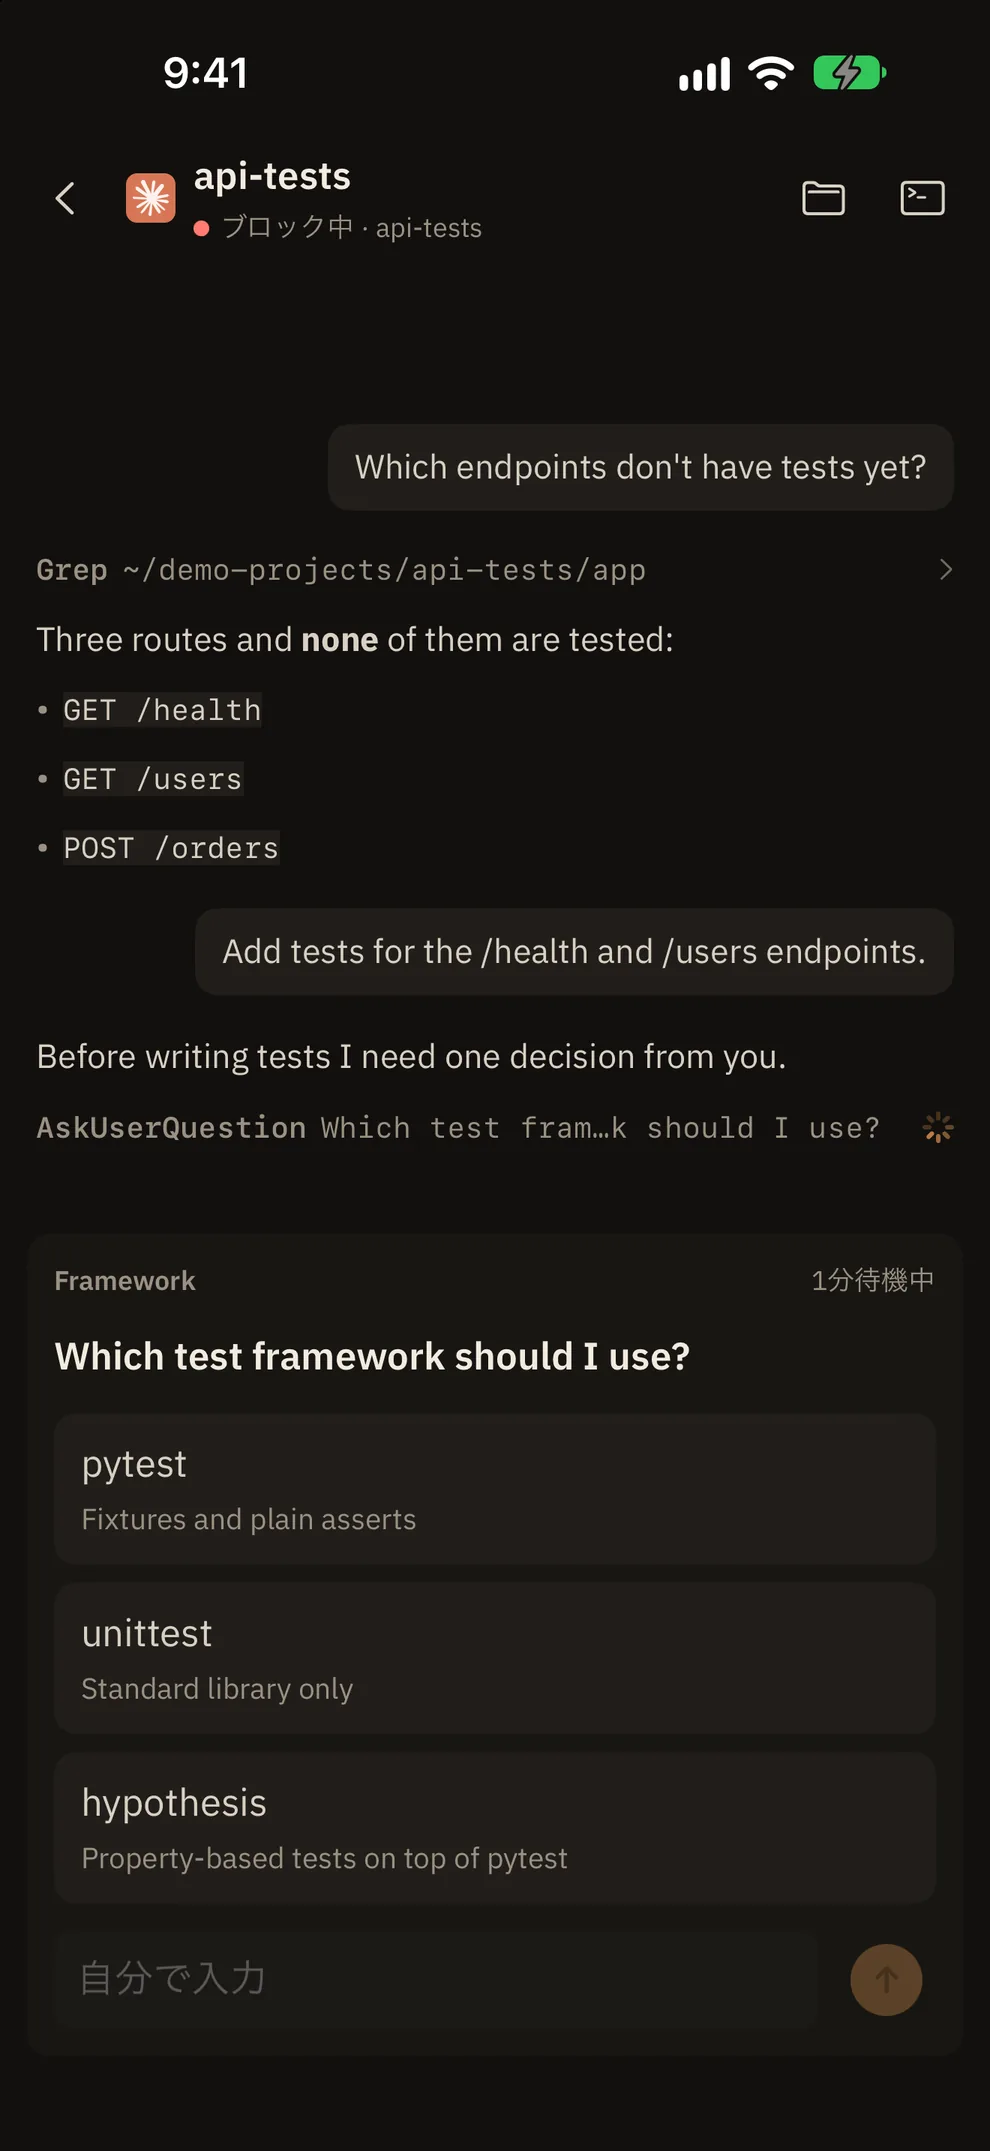 9:41
api-tests
ブロック中 · api-tests
Which endpoints don't have tests yet?
Grep ~/demo-projects/api-tests/app
Three routes and none of them are tested:
• GET /health
• GET /users
• POST /orders
Add tests for the /health and /users endpoints.
Before writing tests I need one decision from you.
AskUserQuestion Which test fram…k should I use?
Framework
1分待機中
Which test framework should I use?
pytest
Fixtures and plain asserts
unittest
Standard library only
hypothesis
Property-based tests on top of pytest
自分で入力